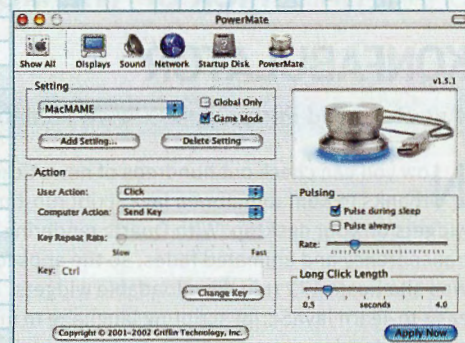 PowerMate
Show All Displays Sound Network Startup Disk PowerMate
v1.5.1
Setting
MacMAME
Global Only
Game Mode
Add Setting... Delete Setting
Action
User Action: Click
Computer Action: Send Key
Key Repeat Rate:
Slow Fast
Key: Ctrl
Change Key
Pulsing
Pulse during sleep
Pulse always
Rate:
Long Click Length
0.5 seconds 4.0
Copyright © 2001-2002 Griffin Technology, Inc.
Apply Now